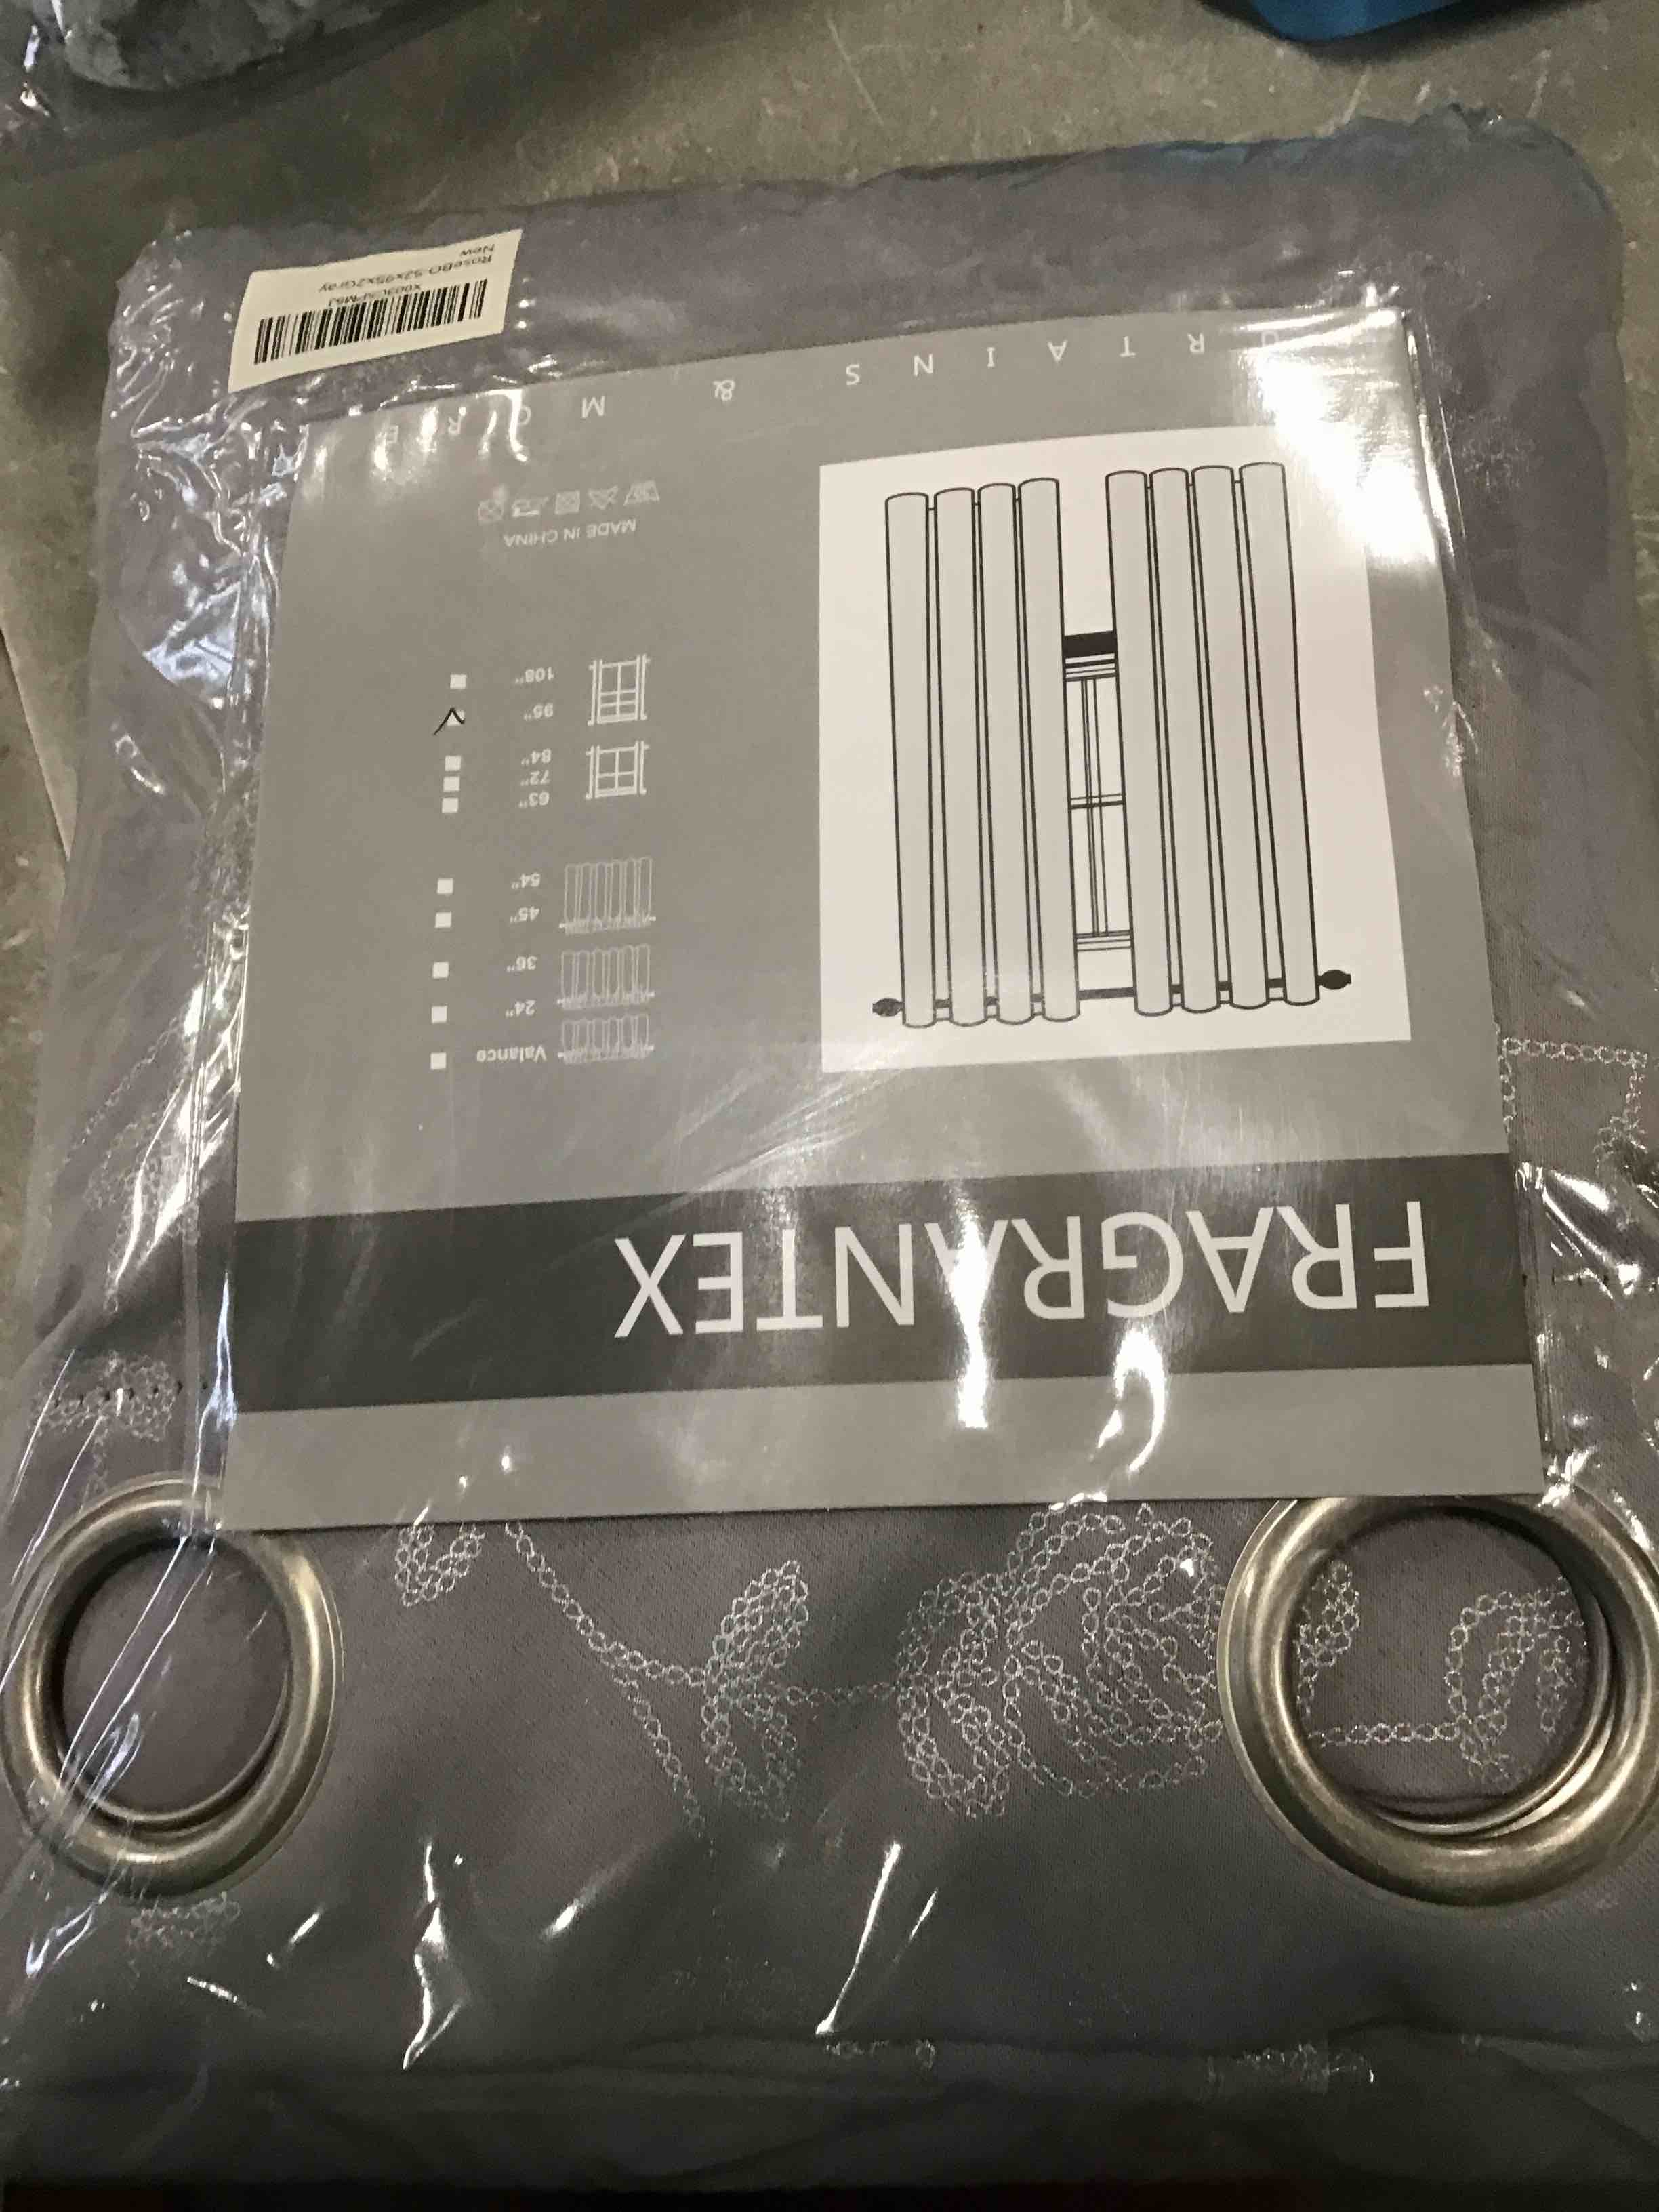 FRAGRANTEX
Valance
24"
36"
45"
54"
63"
72"
84"
95"
108"
MADE IN CHINA
CURTAINS & MORE
RoseBO-52x95x2Gray
New